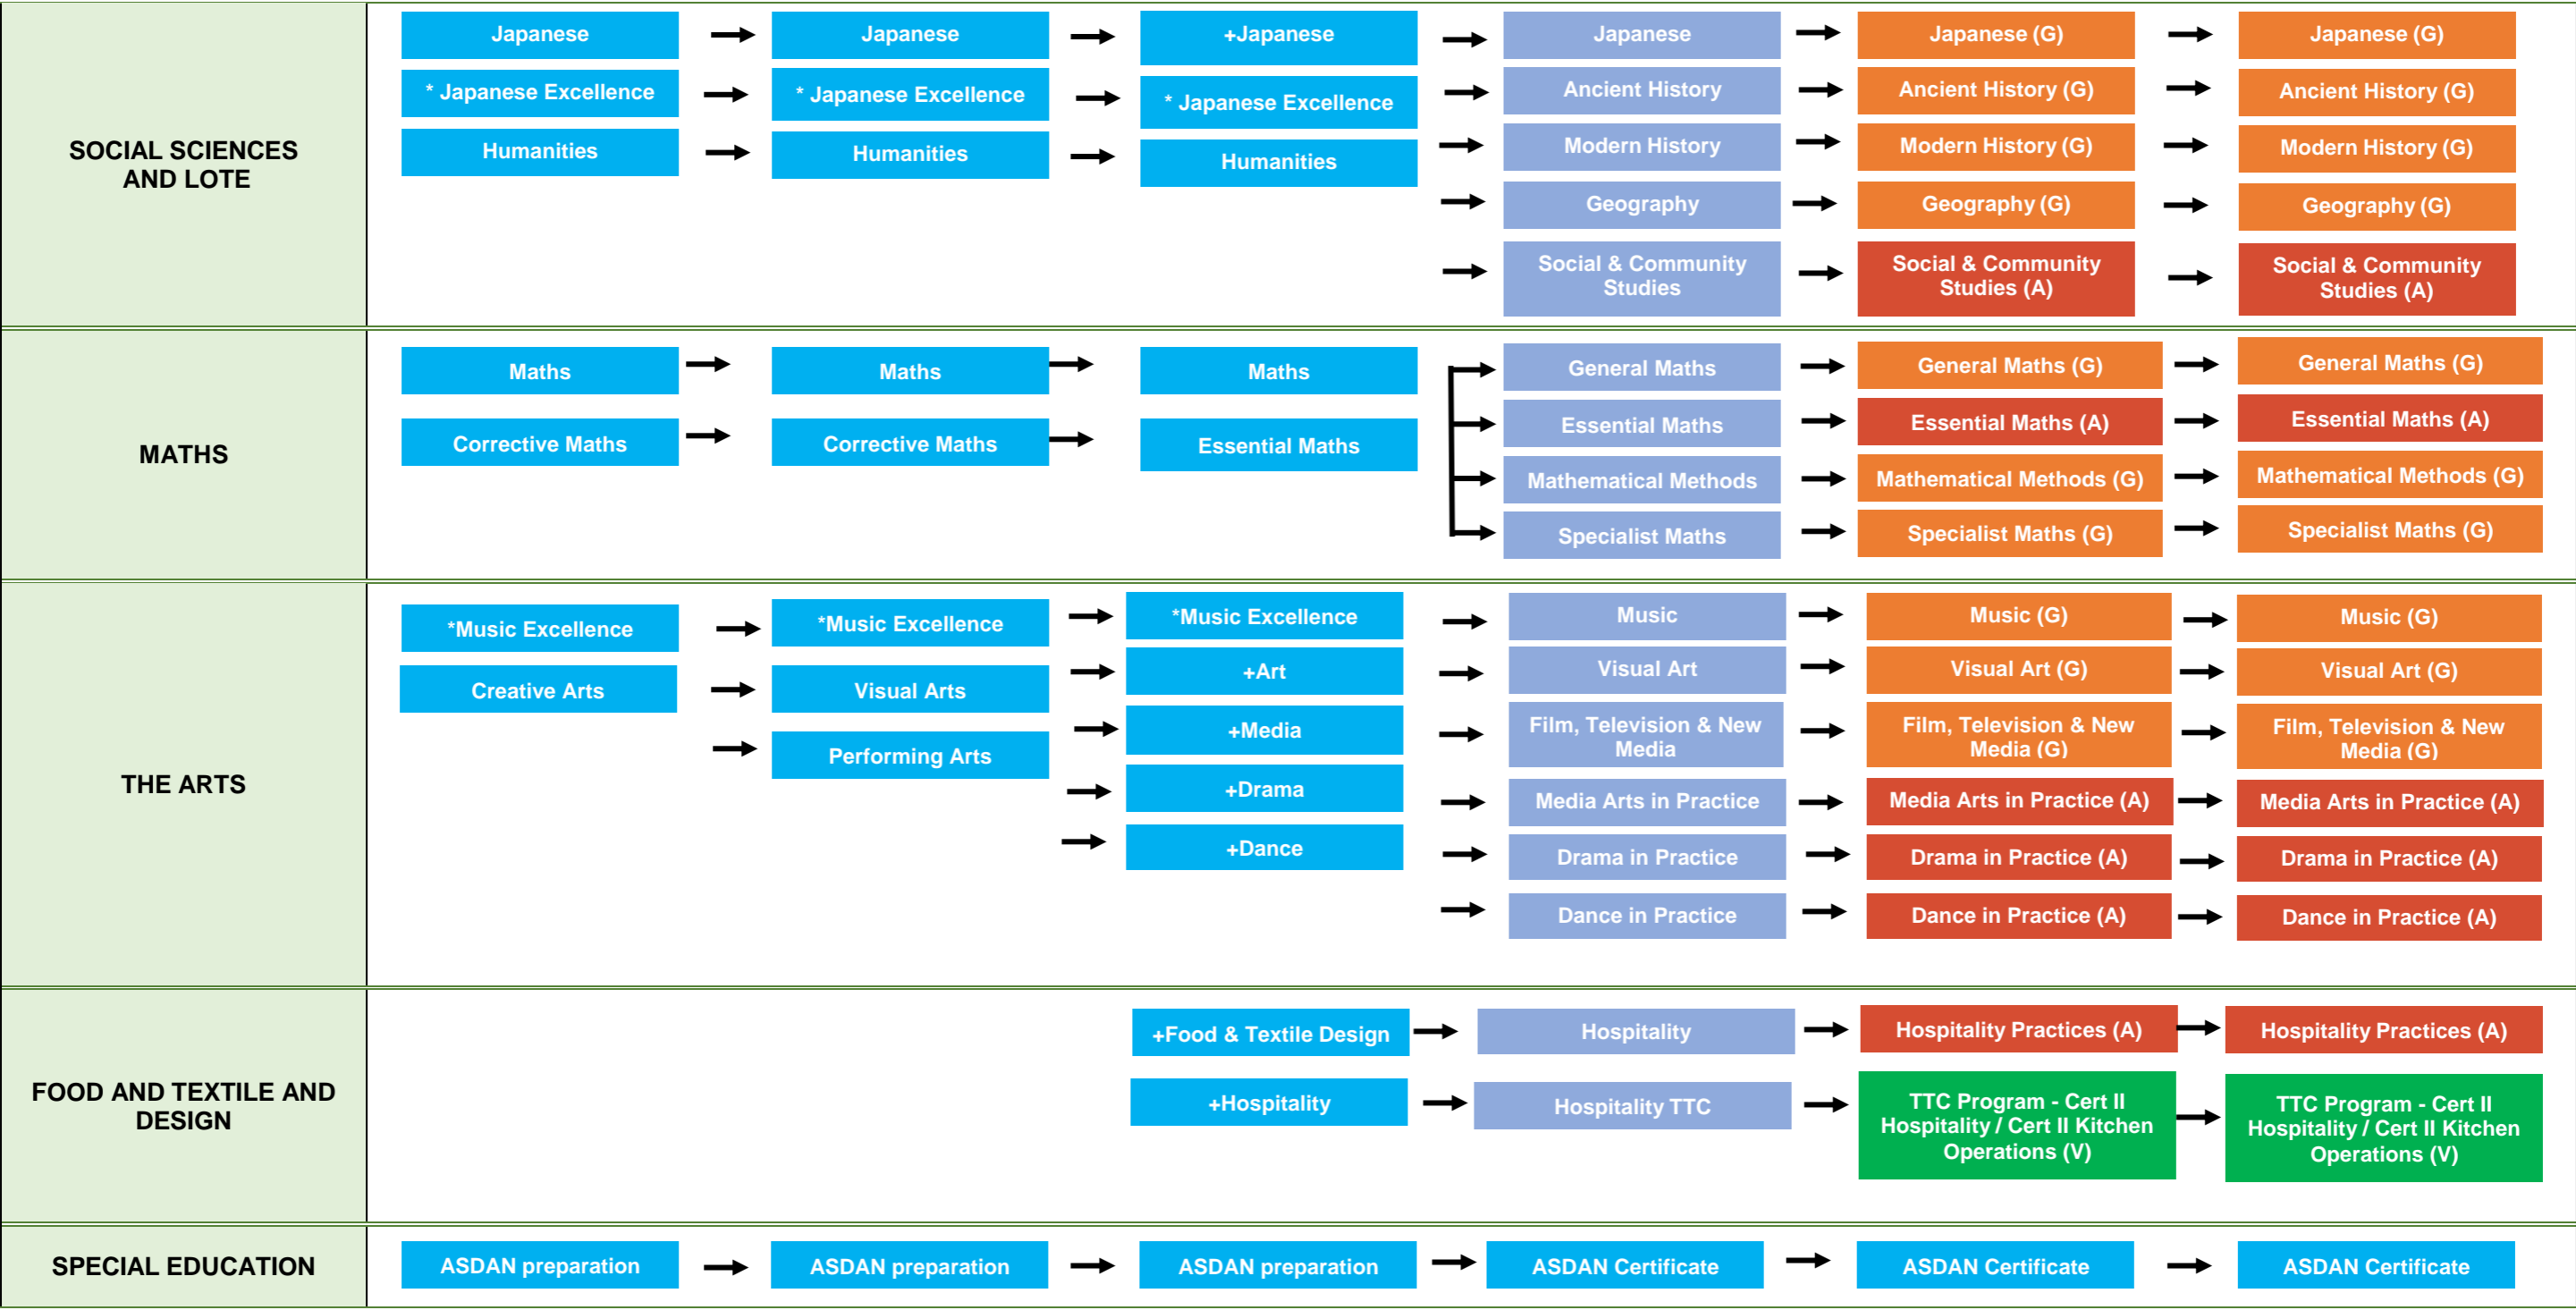 SOCIAL SCIENCES
AND LOTE
Japanese
Japanese
+Japanese
Japanese
Japanese (G)
Japanese (G)
* Japanese Excellence
* Japanese Excellence
* Japanese Excellence
Ancient History
Ancient History (G)
Ancient History (G)
Humanities
Humanities
Humanities
Modern History
Modern History (G)
Modern History (G)
Geography
Geography (G)
Geography (G)
Social & Community
Studies
Social & Community
Studies (A)
Social & Community
Studies (A)
MATHS
Maths
Maths
Maths
General Maths
General Maths (G)
General Maths (G)
Corrective Maths
Corrective Maths
Essential Maths
Essential Maths
Essential Maths (A)
Essential Maths (A)
Mathematical Methods
Mathematical Methods (G)
Mathematical Methods (G)
Specialist Maths
Specialist Maths (G)
Specialist Maths (G)
THE ARTS
*Music Excellence
*Music Excellence
*Music Excellence
Music
Music (G)
Music (G)
Creative Arts
Visual Arts
+Art
Visual Art
Visual Art (G)
Visual Art (G)
Performing Arts
+Media
Film, Television & New
Media
Film, Television & New
Media (G)
Film, Television & New
Media (G)
+Drama
Media Arts in Practice
Media Arts in Practice (A)
Media Arts in Practice (A)
+Dance
Drama in Practice
Drama in Practice (A)
Drama in Practice (A)
Dance in Practice
Dance in Practice (A)
Dance in Practice (A)
FOOD AND TEXTILE AND
DESIGN
+Food & Textile Design
Hospitality
Hospitality Practices (A)
Hospitality Practices (A)
+Hospitality
Hospitality TTC
TTC Program - Cert II
Hospitality / Cert II Kitchen
Operations (V)
TTC Program - Cert II
Hospitality / Cert II Kitchen
Operations (V)
SPECIAL EDUCATION
ASDAN preparation
ASDAN preparation
ASDAN preparation
ASDAN Certificate
ASDAN Certificate
ASDAN Certificate